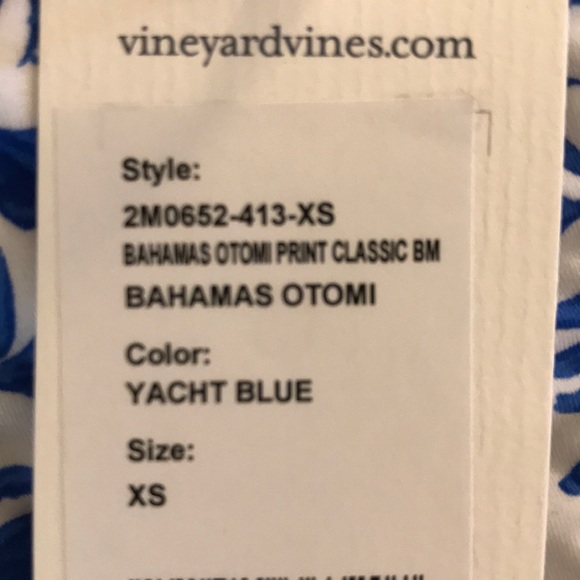 vineyardvines.com
Style:
2M0652-413-XS
BAHAMAS OTOMI PRINT CLASSIC BM
BAHAMAS OTOMI
Color:
YACHT BLUE
Size:
XS